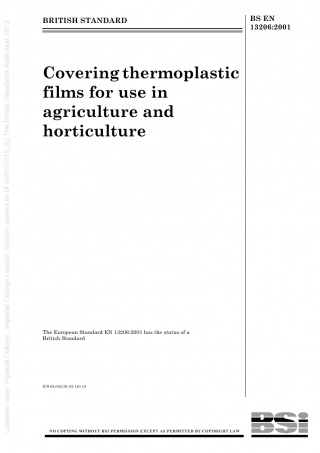 BRITISH STANDARD
BS EN
13206:2001
Covering thermoplastic
films for use in
agriculture and
horticulture
The European Standard EN 13206:2001 has the status of a
British Standard
NO COPYING WITHOUT BSI PERMISSION EXCEPT AS PERMITTED BY COPYRIGHT LAW
BSi